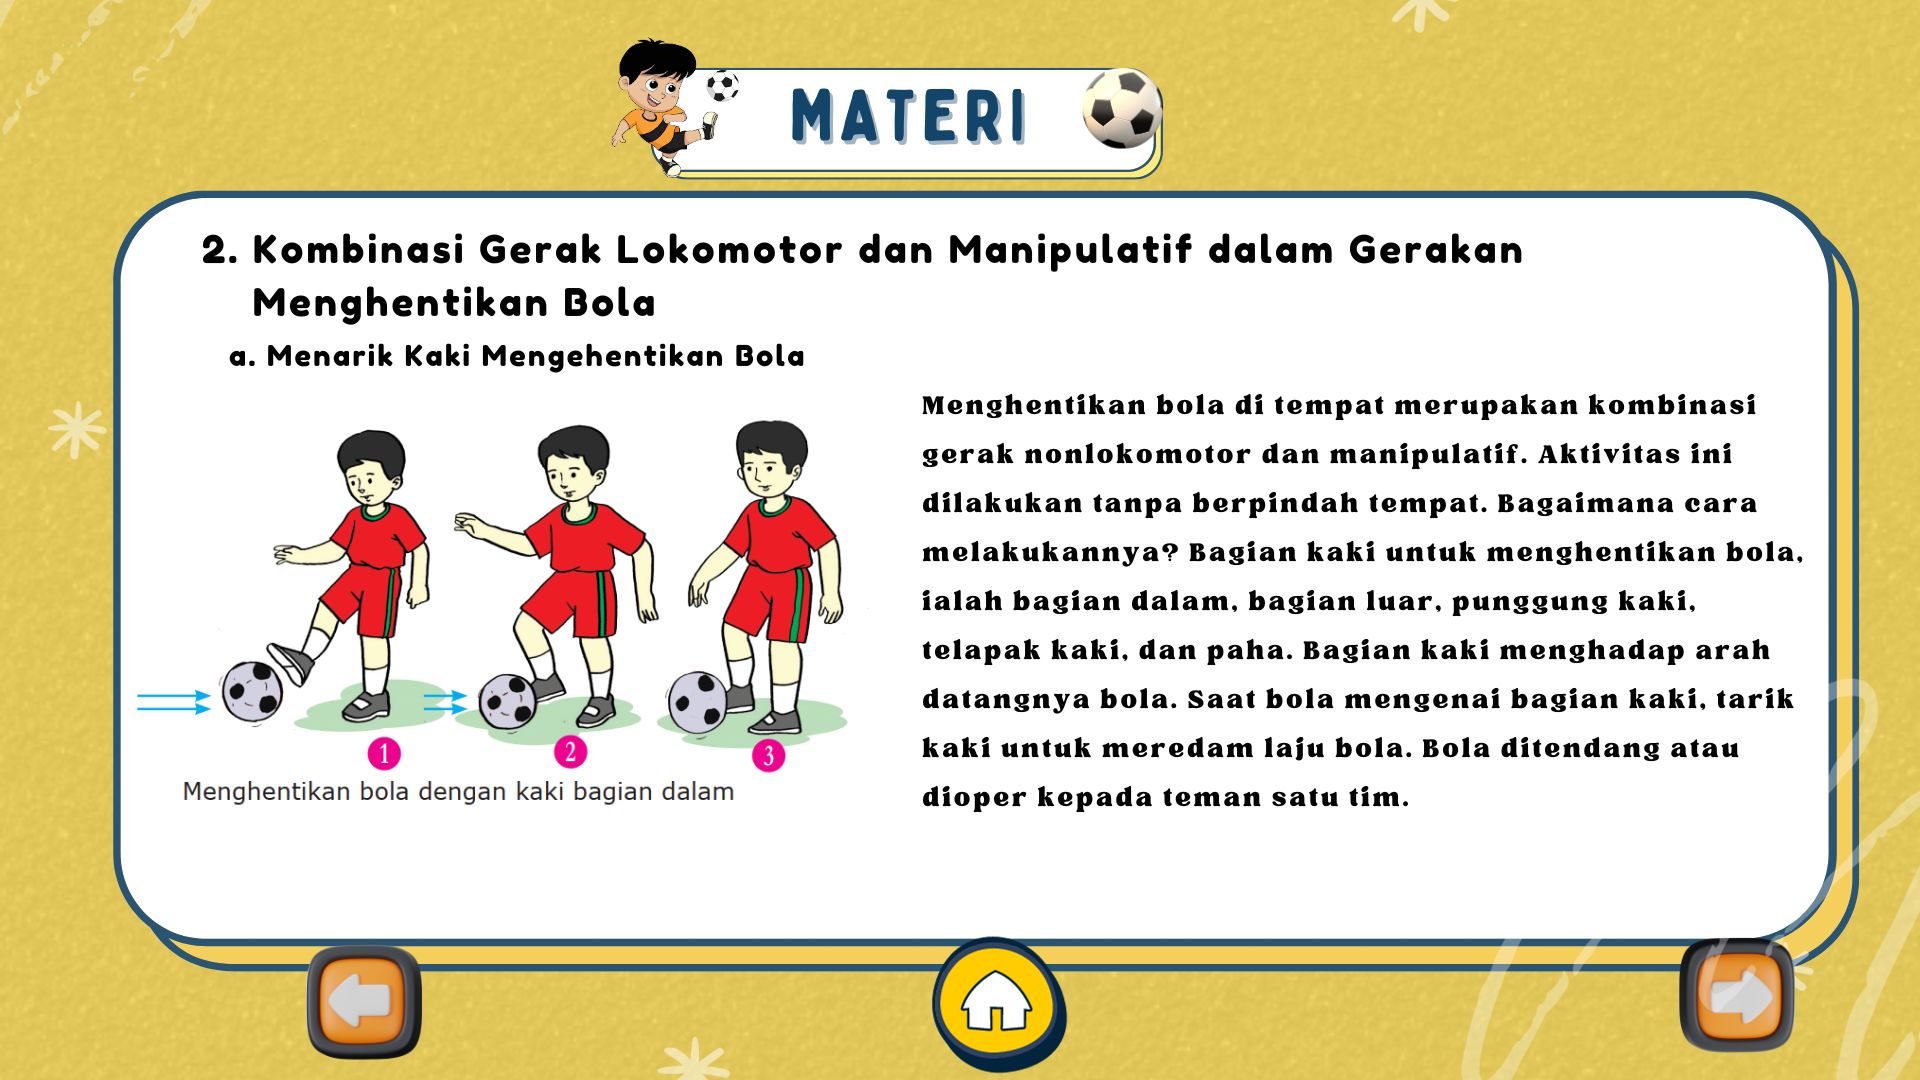 MATERI
2. Kombinasi Gerak Lokomotor dan Manipulatif dalam Gerakan
Menghentikan Bola
a. Menarik Kaki Mengehentikan Bola
Menghentikan bola di tempat merupakan kombinasi
gerak nonlokomotor dan manipulatif. Aktivitas ini
dilakukan tanpa berpindah tempat. Bagaimana cara
melakukannya? Bagian kaki untuk menghentikan bola,
ialah bagian dalam, bagian luar, punggung kaki,
telapak kaki, dan paha. Bagian kaki menghadap arah
datangnya bola. Saat bola mengenai bagian kaki, tarik
kaki untuk meredam laju bola. Bola ditendang atau
dioper kepada teman satu tim.
1 2 3
Menghentikan bola dengan kaki bagian dalam